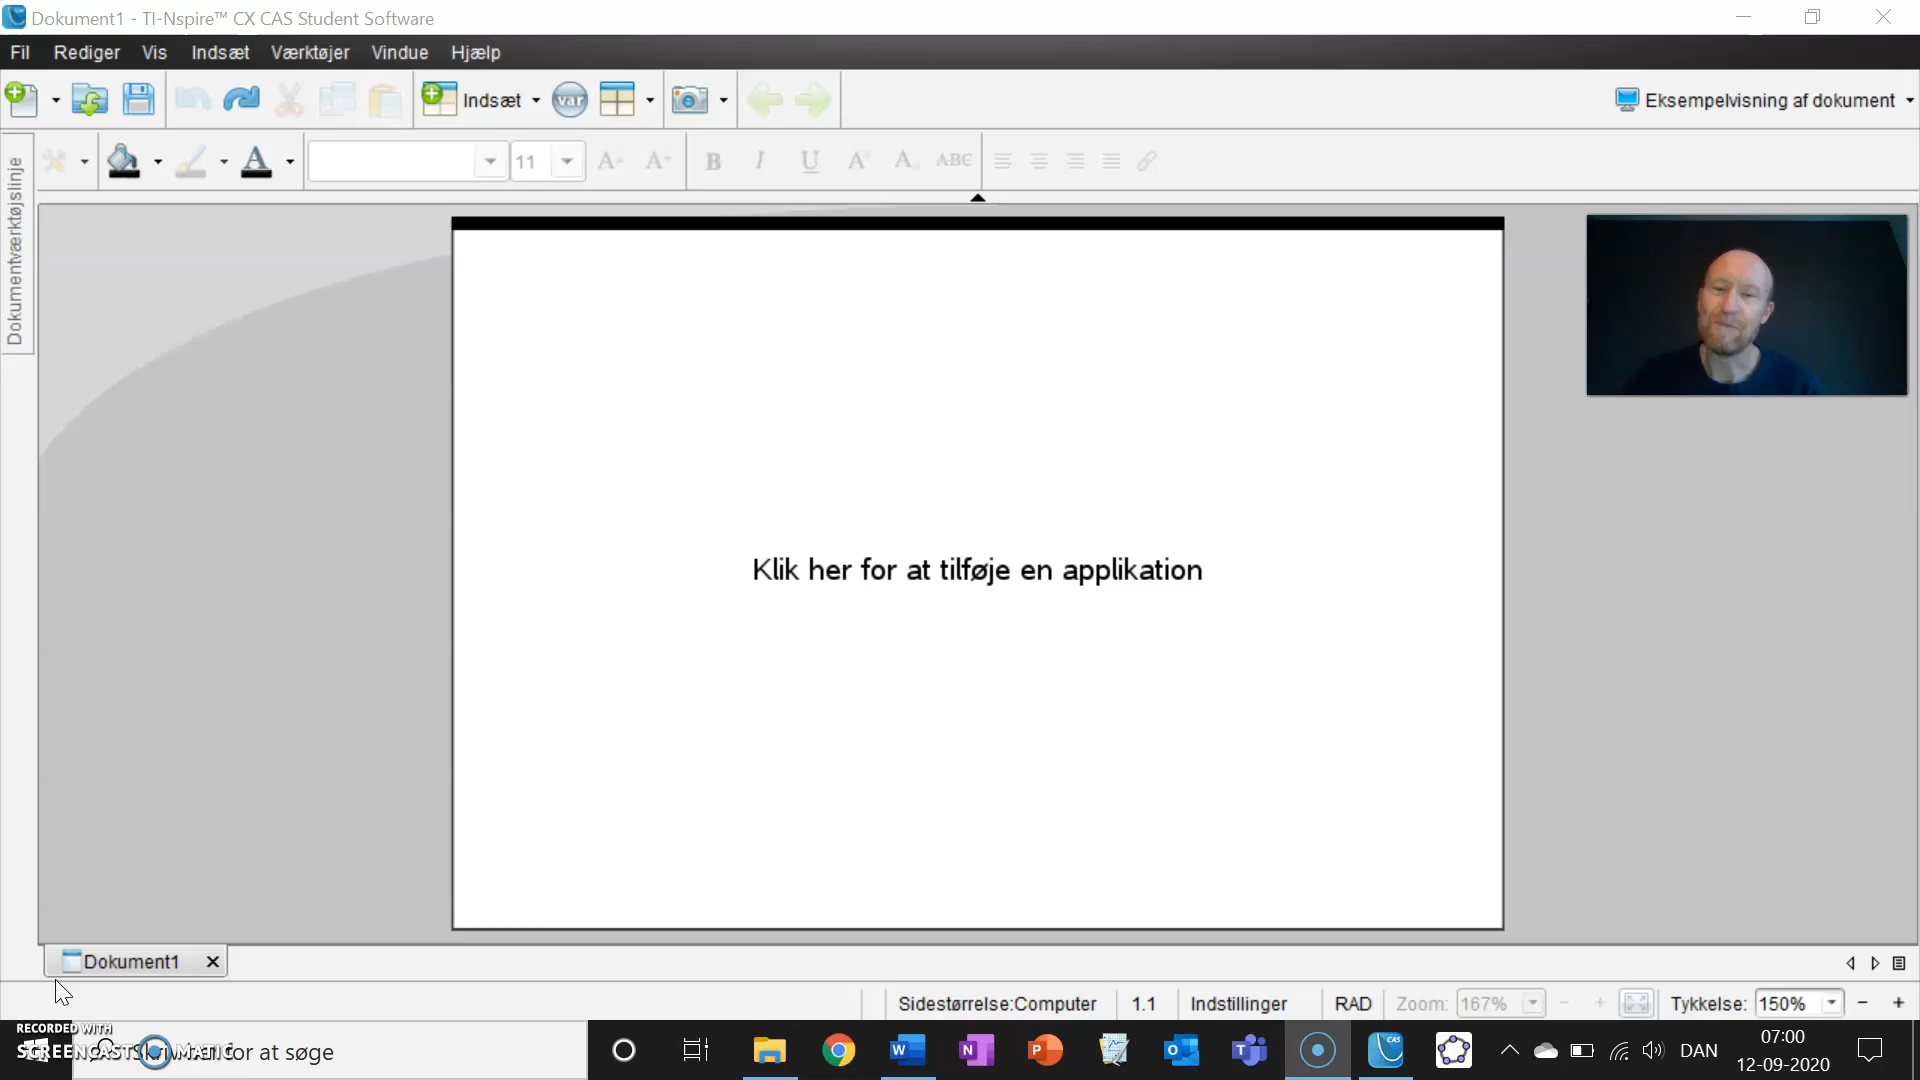 Dokument1 - TI-Nspire™ CX CAS Student Software
Fil Rediger Vis Indsæt Værktøjer Vindue Hjælp
Indsæt var Eksempelvisning af dokument
11 A A B I U A A ABC
Dokumentværktøjslinje
Klik her for at tilføje en applikation
Dokument1
Sidestørrelse:Computer 1.1 Indstillinger RAD Zoom: 167% Tykkelse: 150%
RECORDED WITH
SCREENCAST MATIC
for at søge
DAN
07:00
12-09-2020